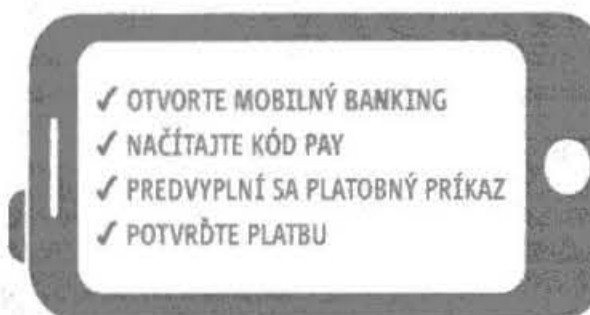 ✓ OTVORTE MOBILNÝ BANKING
✓ NAČÍTAJTE KÓD PAY
✓ PREDVYPLNÍ SA PLATOBNÝ PRÍKAZ
✓ POTVRĎTE PLATBU